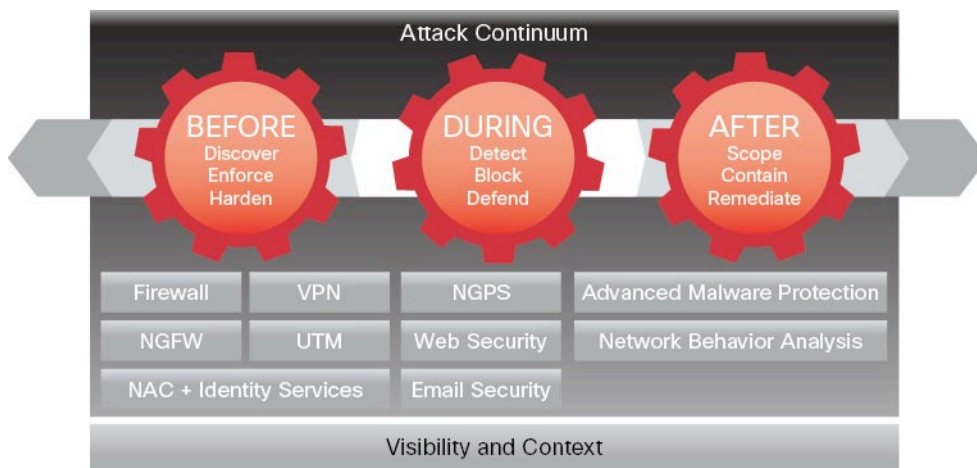 Attack Continuum
BEFORE
Discover
Enforce
Harden
DURING
Detect
Block
Defend
AFTER
Scope
Contain
Remediate
Firewall
VPN
NGPS
Advanced Malware Protection
NGFW
UTM
Web Security
Network Behavior Analysis
NAC + Identity Services
Email Security
Visibility and Context